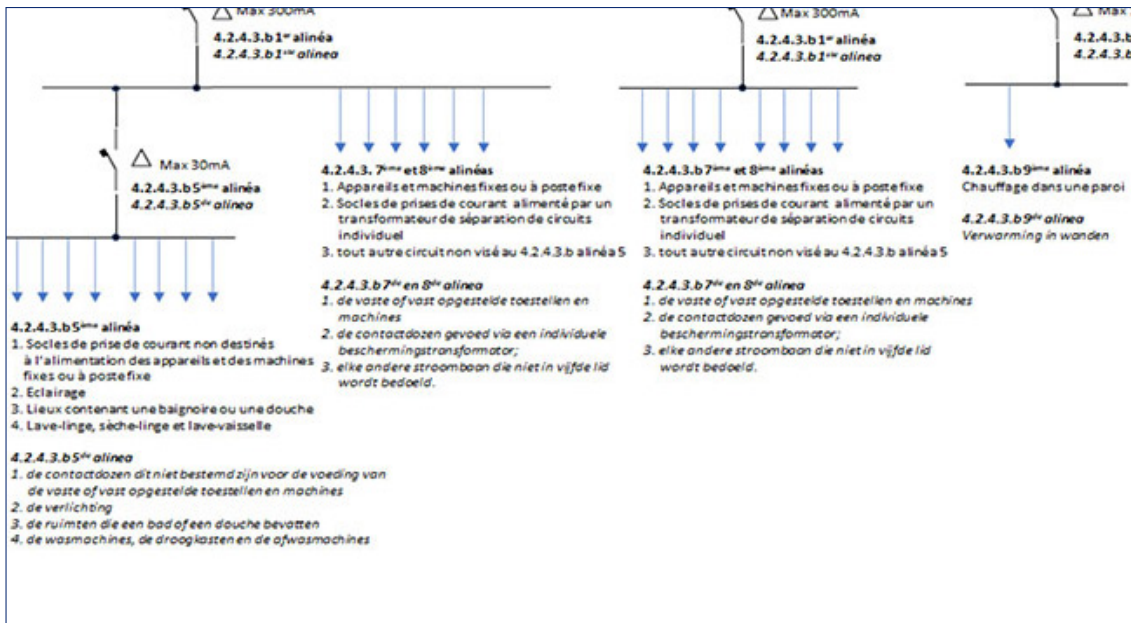 Max 300mA
4.2.4.3.b1er alinéa
4.2.4.3.b1ste alinea
Max 300mA
4.2.4.3.b1er alinéa
4.2.4.3.b1ste alinea
Max
4.2.4.3.b
4.2.4.3.b
Max 30mA
4.2.4.3.b5ème alinéa
4.2.4.3.b5de alinea
4.2.4.3. 7ème et 8ème alinéas
1. Appareils et machines fixes ou à poste fixe
2. Socles de prises de courant alimenté par un
transformateur de séparation de circuits
individuel
3. tout autre circuit non visé au 4.2.4.3.b alinéa 5
4.2.4.3.b7de en 8ste alinea
1. de vaste of vast opgestelde toestellen en
machines
2. de contactdozen gevoed via een individuele
beschermingstransformator;
3. elke andere stroombaan die niet in vijfde lid
wordt bedoeld.
4.2.4.3.b7ème et 8ème alinéas
1. Appareils et machines fixes ou à poste fixe
2. Socles de prises de courant alimenté par un
transformateur de séparation de circuits
individuel
3. tout autre circuit non visé au 4.2.4.3.b alinéa 5
4.2.4.3.b7de en 8ste alinea
1. de vaste of vast opgestelde toestellen en machines
2. de contactdozen gevoed via een individuele
beschermingstransformator;
3. elke andere stroombaan die niet in vijfde lid
wordt bedoeld.
4.2.4.3.b9ème alinéa
Chauffage dans une paroi
4.2.4.3.b9de alinea
Verwarming in wanden
4.2.4.3.b5ème alinéa
1. Socles de prise de courant non destinés
à l'alimentation des appareils et des machines
fixes ou à poste fixe
2. Eclairage
3. Lieux contenant une baignoire ou une douche
4. Lave-linge, sèche-linge et lave-vaisselle
4.2.4.3.b5de alinea
1. de contactdozen dit niet bestemd zijn voor de voeding van
de vaste of vast opgestelde toestellen en machines
2. de verlichting
3. de ruimten die een bad of een douche bevatten
4. de wasmachines, de droogkasten en de afwasmachines